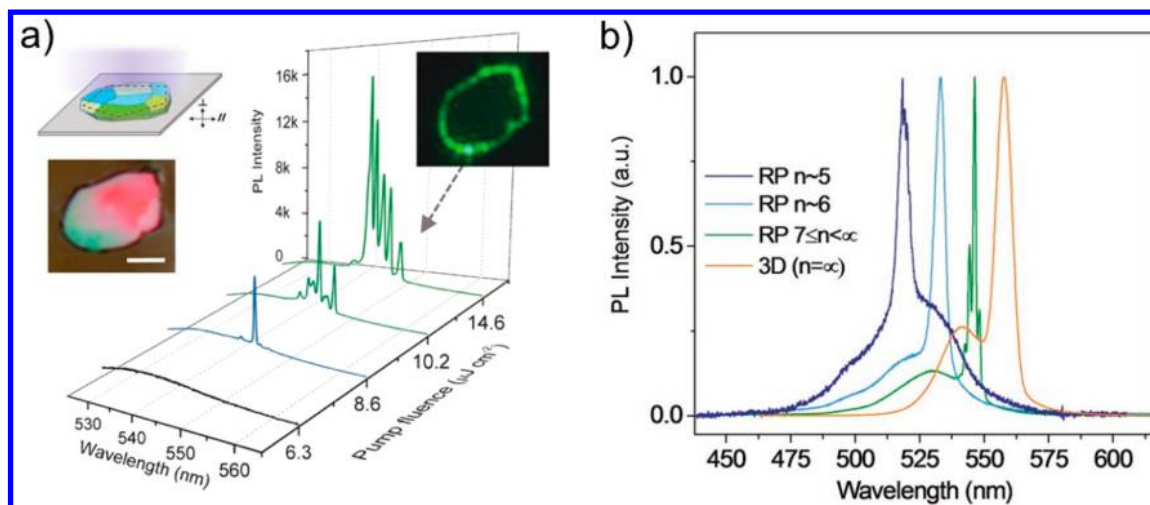 a)
⊥
//
PL Intensity
16k
12k
8k
4k
0
530
540
550
560
Wavelength (nm)
6.3
8.6
10.2
14.6
Pump fluence (μJ cm⁻²)
b)
PL Intensity (a.u.)
1.0
0.5
0.0
RP n~5
RP n~6
RP 7≤n<∞
3D (n=∞)
450
475
500
525
550
575
600
Wavelength (nm)